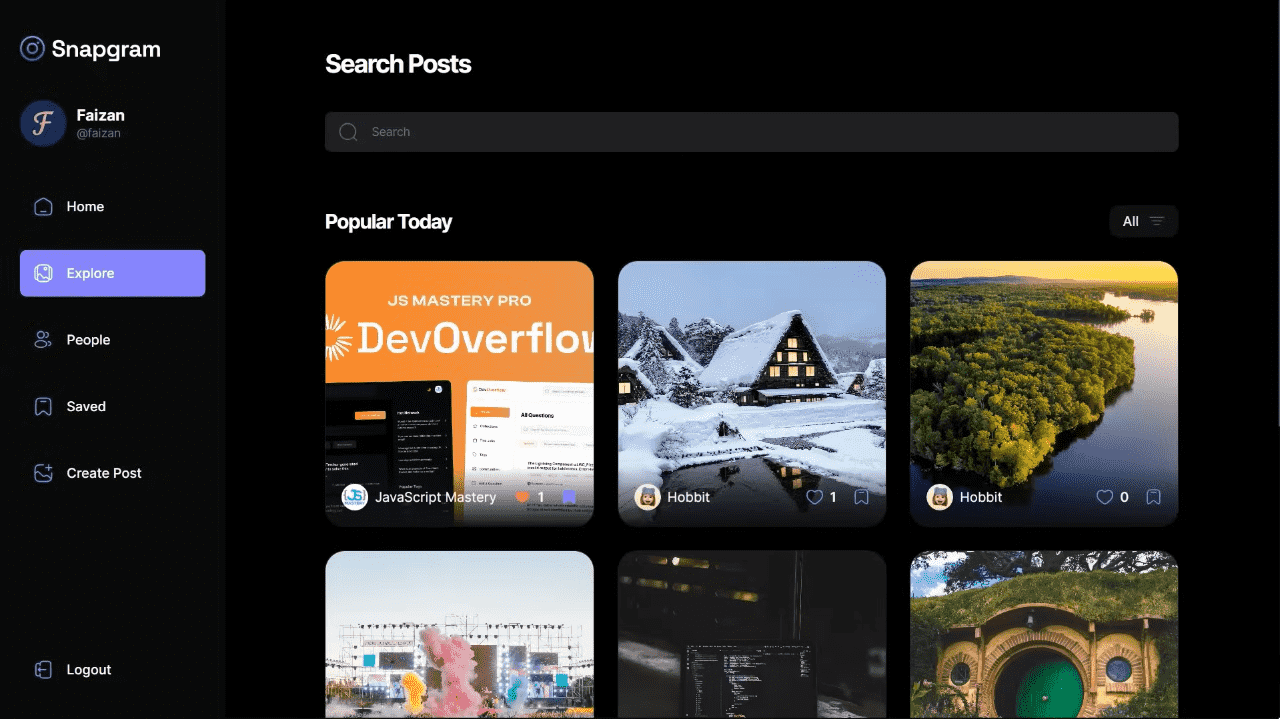 Snapgram
Faizan
@faizan
Home
Explore
People
Saved
Create Post
Logout
Search Posts
Search
Popular Today
All
JS MASTERY PRO
DevOverflow
All Questions
JavaScript Mastery
1
Hobbit
1
Hobbit
0